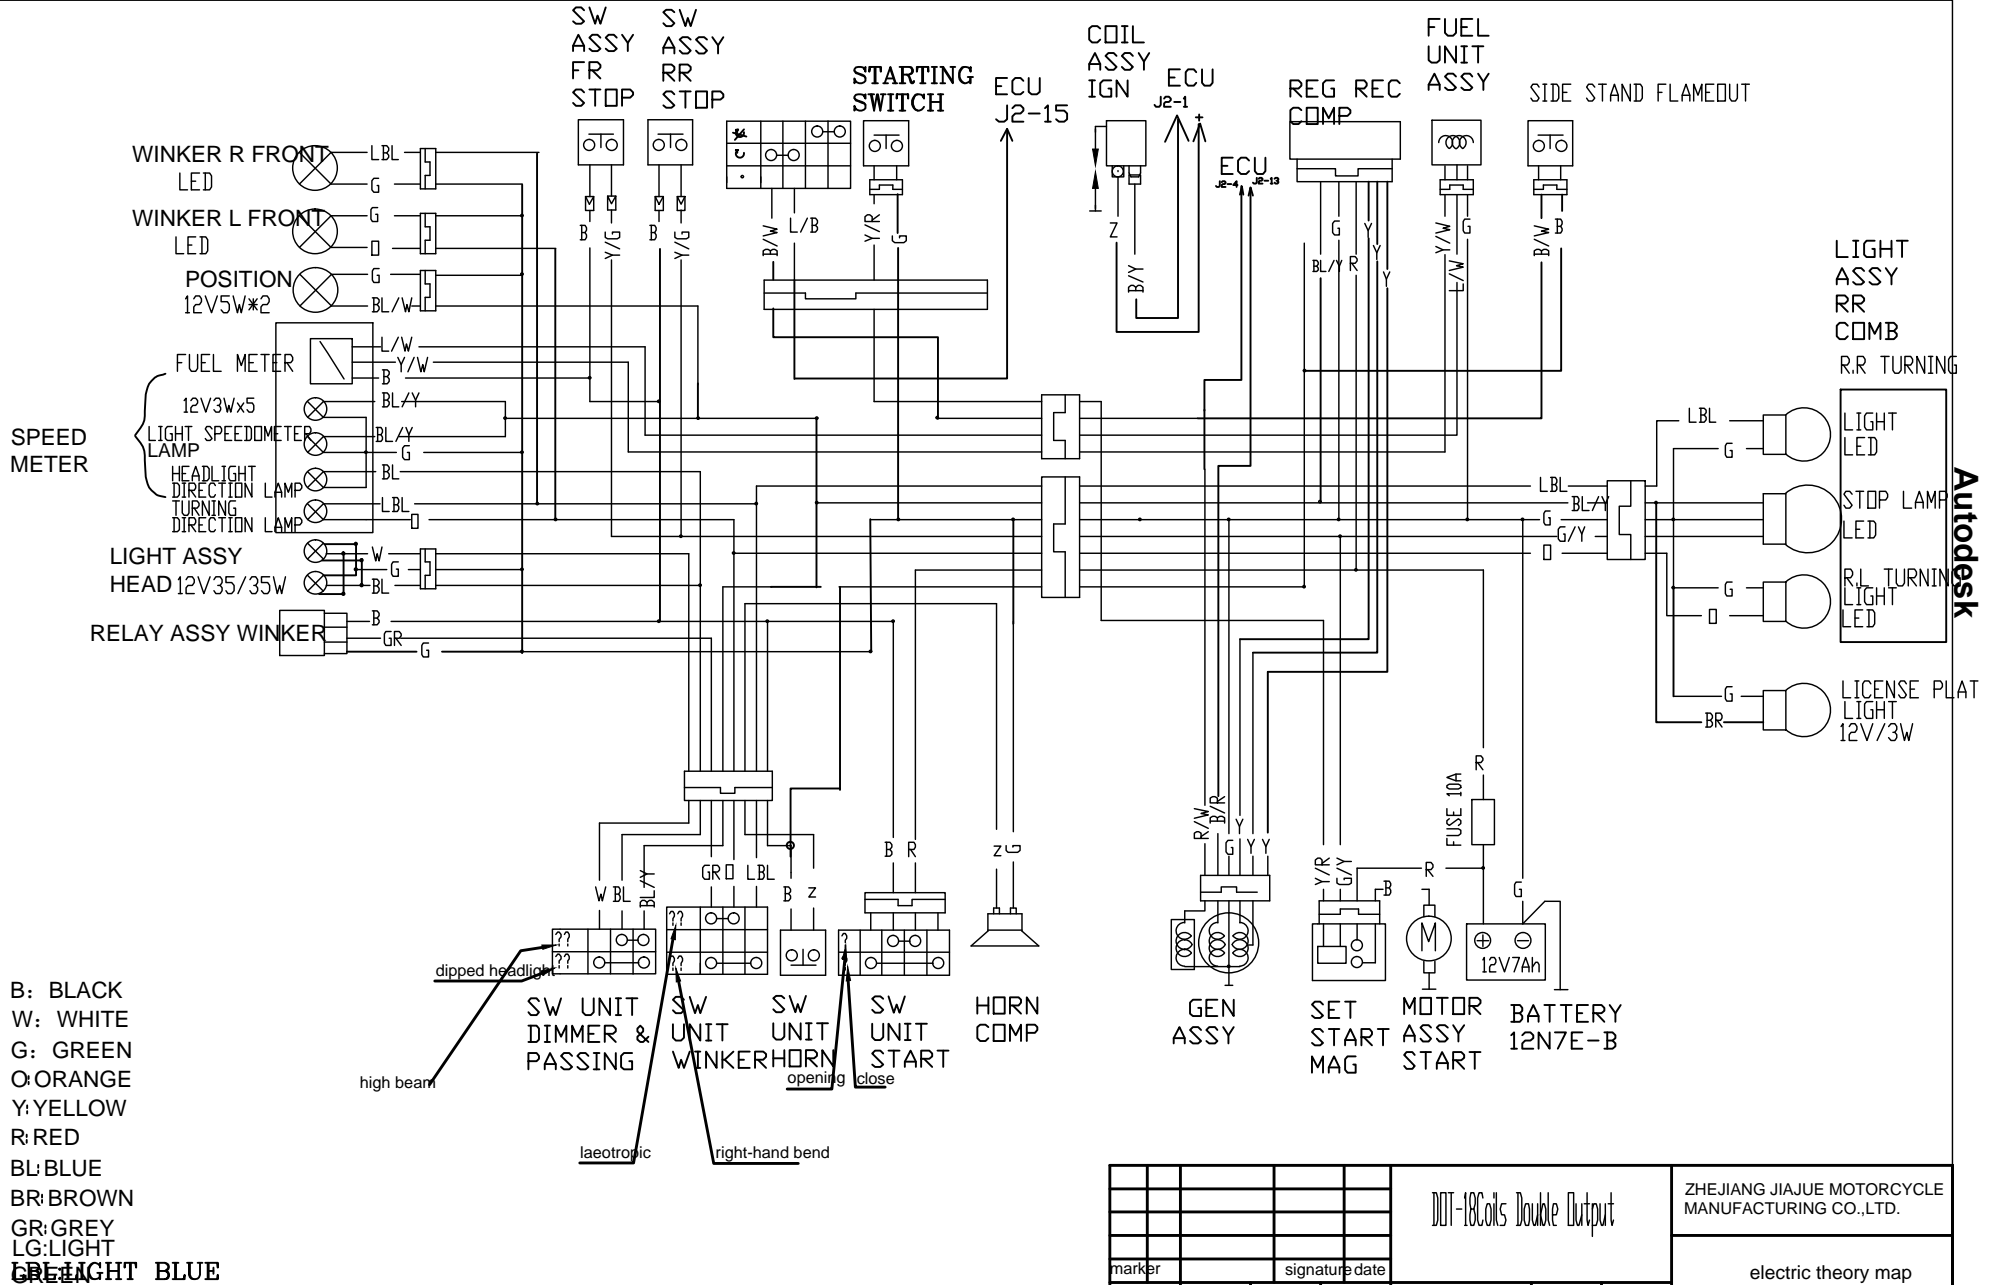 SW
ASSY
FR
STOP
SW
ASSY
RR
STOP
STARTING
SWITCH
ECU
J2-15
COIL
ASSY
IGN
ECU
J2-1
+
ECU
J2-4
J2-13
REG REC
COMP
FUEL
UNIT
ASSY
SIDE STAND FLAMEOUT
WINKER R FRONT
LED
LBL
G
WINKER L FRONT
LED
G
O
POSITION
12V5W*2
G
BL/W
B
Y/G
B
Y/G
B/W
L/B
Y/R
G
Z
B/Y
BL/Y
G
R
Y
Y
Y
Y/W
L/W
G
B/W
B
LIGHT
ASSY
RR
COMB
R.R TURNING
LIGHT
LED
STOP LAMP
LED
R.L TURNING
LIGHT
LED
LICENSE PLAT
LIGHT
12V/3W
Autodesk
SPEED
METER
FUEL METER
L/W
Y/W
B
12V3Wx5
BL/Y
LIGHT SPEEDOMETER
LAMP
BL/Y
G
HEADLIGHT
DIRECTION LAMP
BL
TURNING
DIRECTION LAMP
LBL
O
LIGHT ASSY
HEAD 12V35/35W
W
G
BL
RELAY ASSY WINKER
B
GR
G
LBL
BL/Y
G
G/Y
O
LBL
G
G
O
G
BR
R
FUSE 10A
R/W
B/R
Y
G
Y
Y
Y/R
G/Y
B
R
G
W
BL
BL/Y
GR
O
LBL
B
Z
B
R
Z
G
??
??
??
??
?
M
12V7Ah
dipped headlight
high beam
laeotropic
right-hand bend
opening
close
SW UNIT
DIMMER &
PASSING
SW
UNIT
WINKER
SW
UNIT
HORN
SW
UNIT
START
HORN
COMP
GEN
ASSY
SET
START
MAG
MOTOR
ASSY
START
BATTERY
12N7E-B
B: BLACK
W: WHITE
G: GREEN
O:ORANGE
Y:YELLOW
R:RED
BL:BLUE
BR:BROWN
GR:GREY
LG:LIGHT
GREEN
LBL:LIGHT BLUE
DOT-18Coils Double Output
ZHEJIANG JIAJUE MOTORCYCLE
MANUFACTURING CO.,LTD.
marker
signature
date
electric theory map